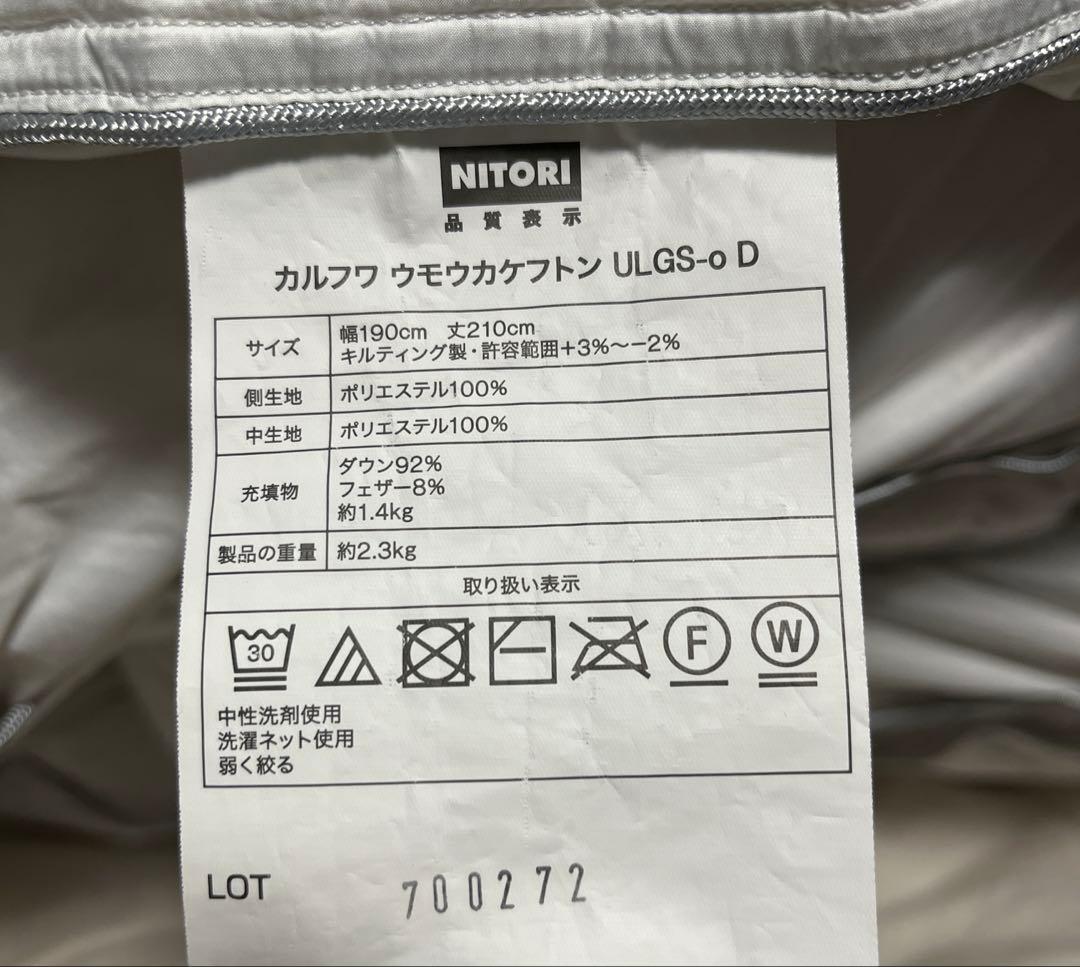 NITORI
品質表示
カルフワ ウモウカケフトン ULGS-o D
サイズ
幅190cm 丈210cm
キルティング製・許容範囲+3%~-2%
側生地
ポリエステル100%
中生地
ポリエステル100%
充填物
ダウン92%
フェザー8%
約1.4kg
製品の重量
約2.3kg
取り扱い表示
30
F
W
中性洗剤使用
洗濯ネット使用
弱く絞る
LOT
700272